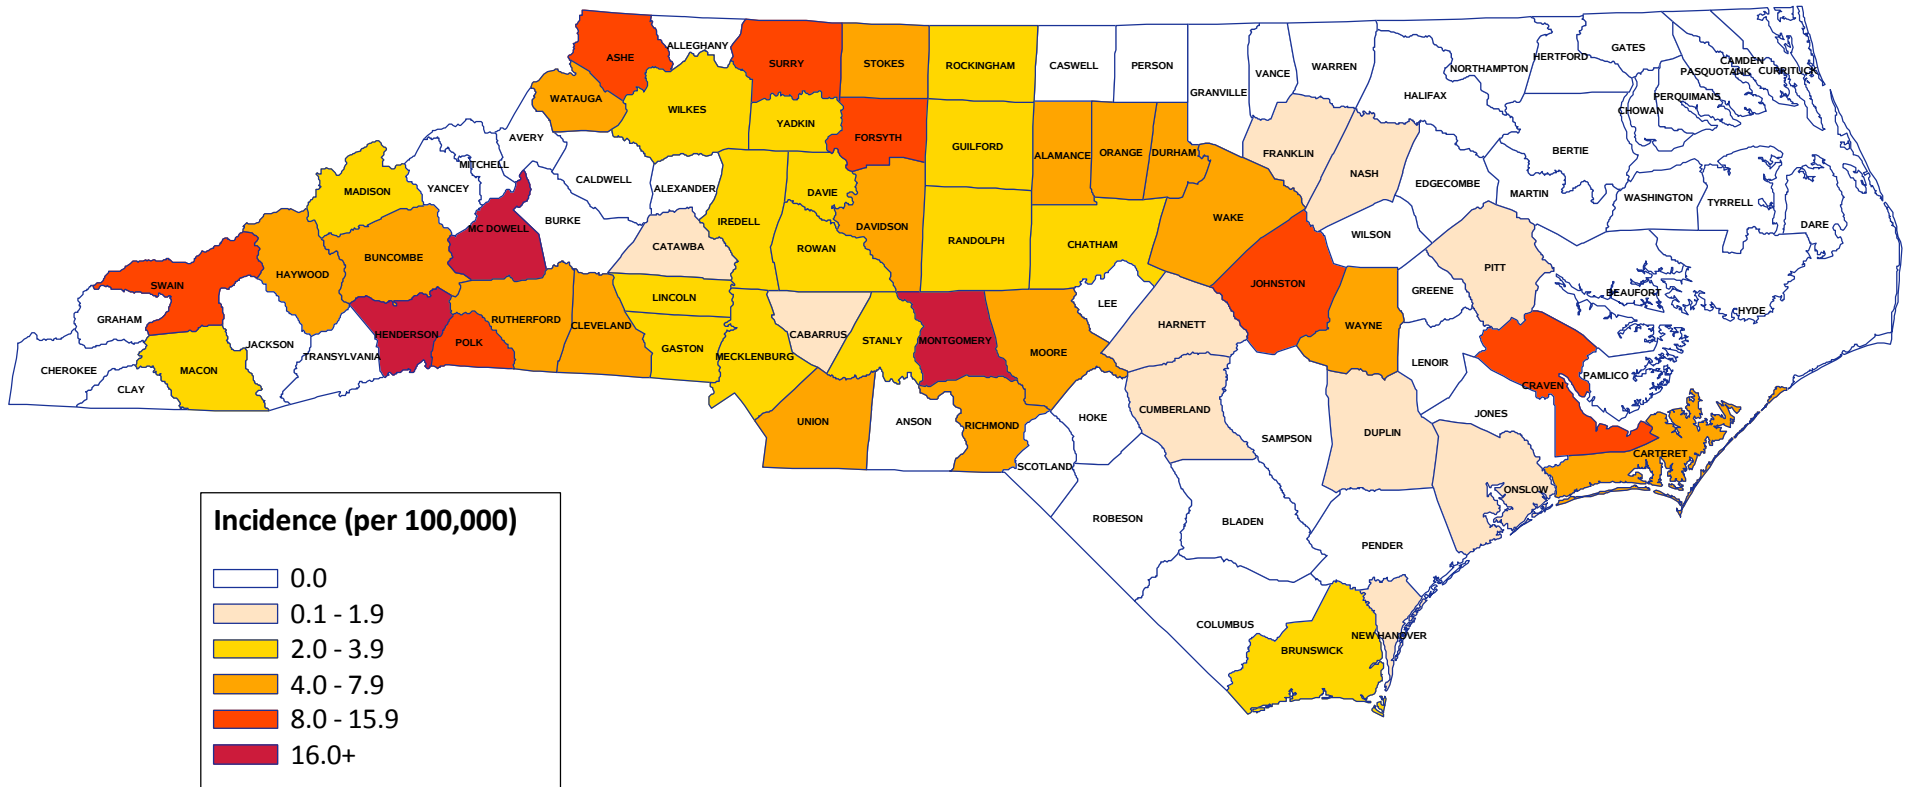 ASHE
ALLEGHANY
SURRY
STOKES
ROCKINGHAM
CASWELL
PERSON
GRANVILLE
VANCE
WARREN
NORTHAMPTON
HERTFORD
GATES
CAMDEN
PASQUOTANK
CURRITUCK
PERQUIMANS
CHOWAN
HALIFAX
WATAUGA
WILKES
YADKIN
FORSYTH
GUILFORD
ALAMANCE
ORANGE
DURHAM
FRANKLIN
NASH
EDGECOMBE
BERTIE
MARTIN
WASHINGTON
TYRRELL
DARE
AVERY
MITCHELL
YANCEY
CALDWELL
ALEXANDER
MADISON
IREDELL
DAVIE
DAVIDSON
RANDOLPH
CHATHAM
WAKE
WILSON
PITT
MC DOWELL
BURKE
CATAWBA
ROWAN
BUNCOMBE
HAYWOOD
SWAIN
LINCOLN
LEE
JOHNSTON
GREENE
BEAUFORT
HYDE
GRAHAM
JACKSON
HENDERSON
POLK
RUTHERFORD
CLEVELAND
GASTON
MECKLENBURG
CABARRUS
STANLY
MONTGOMERY
MOORE
HARNETT
WAYNE
LENOIR
CRAVEN
PAMLICO
CHEROKEE
CLAY
MACON
TRANSYLVANIA
UNION
ANSON
RICHMOND
HOKE
CUMBERLAND
SAMPSON
DUPLIN
JONES
CARTERET
SCOTLAND
ONSLOW
ROBESON
BLADEN
PENDER
COLUMBUS
BRUNSWICK
NEW HANOVER
Incidence (per 100,000)
0.0
0.1 - 1.9
2.0 - 3.9
4.0 - 7.9
8.0 - 15.9
16.0+